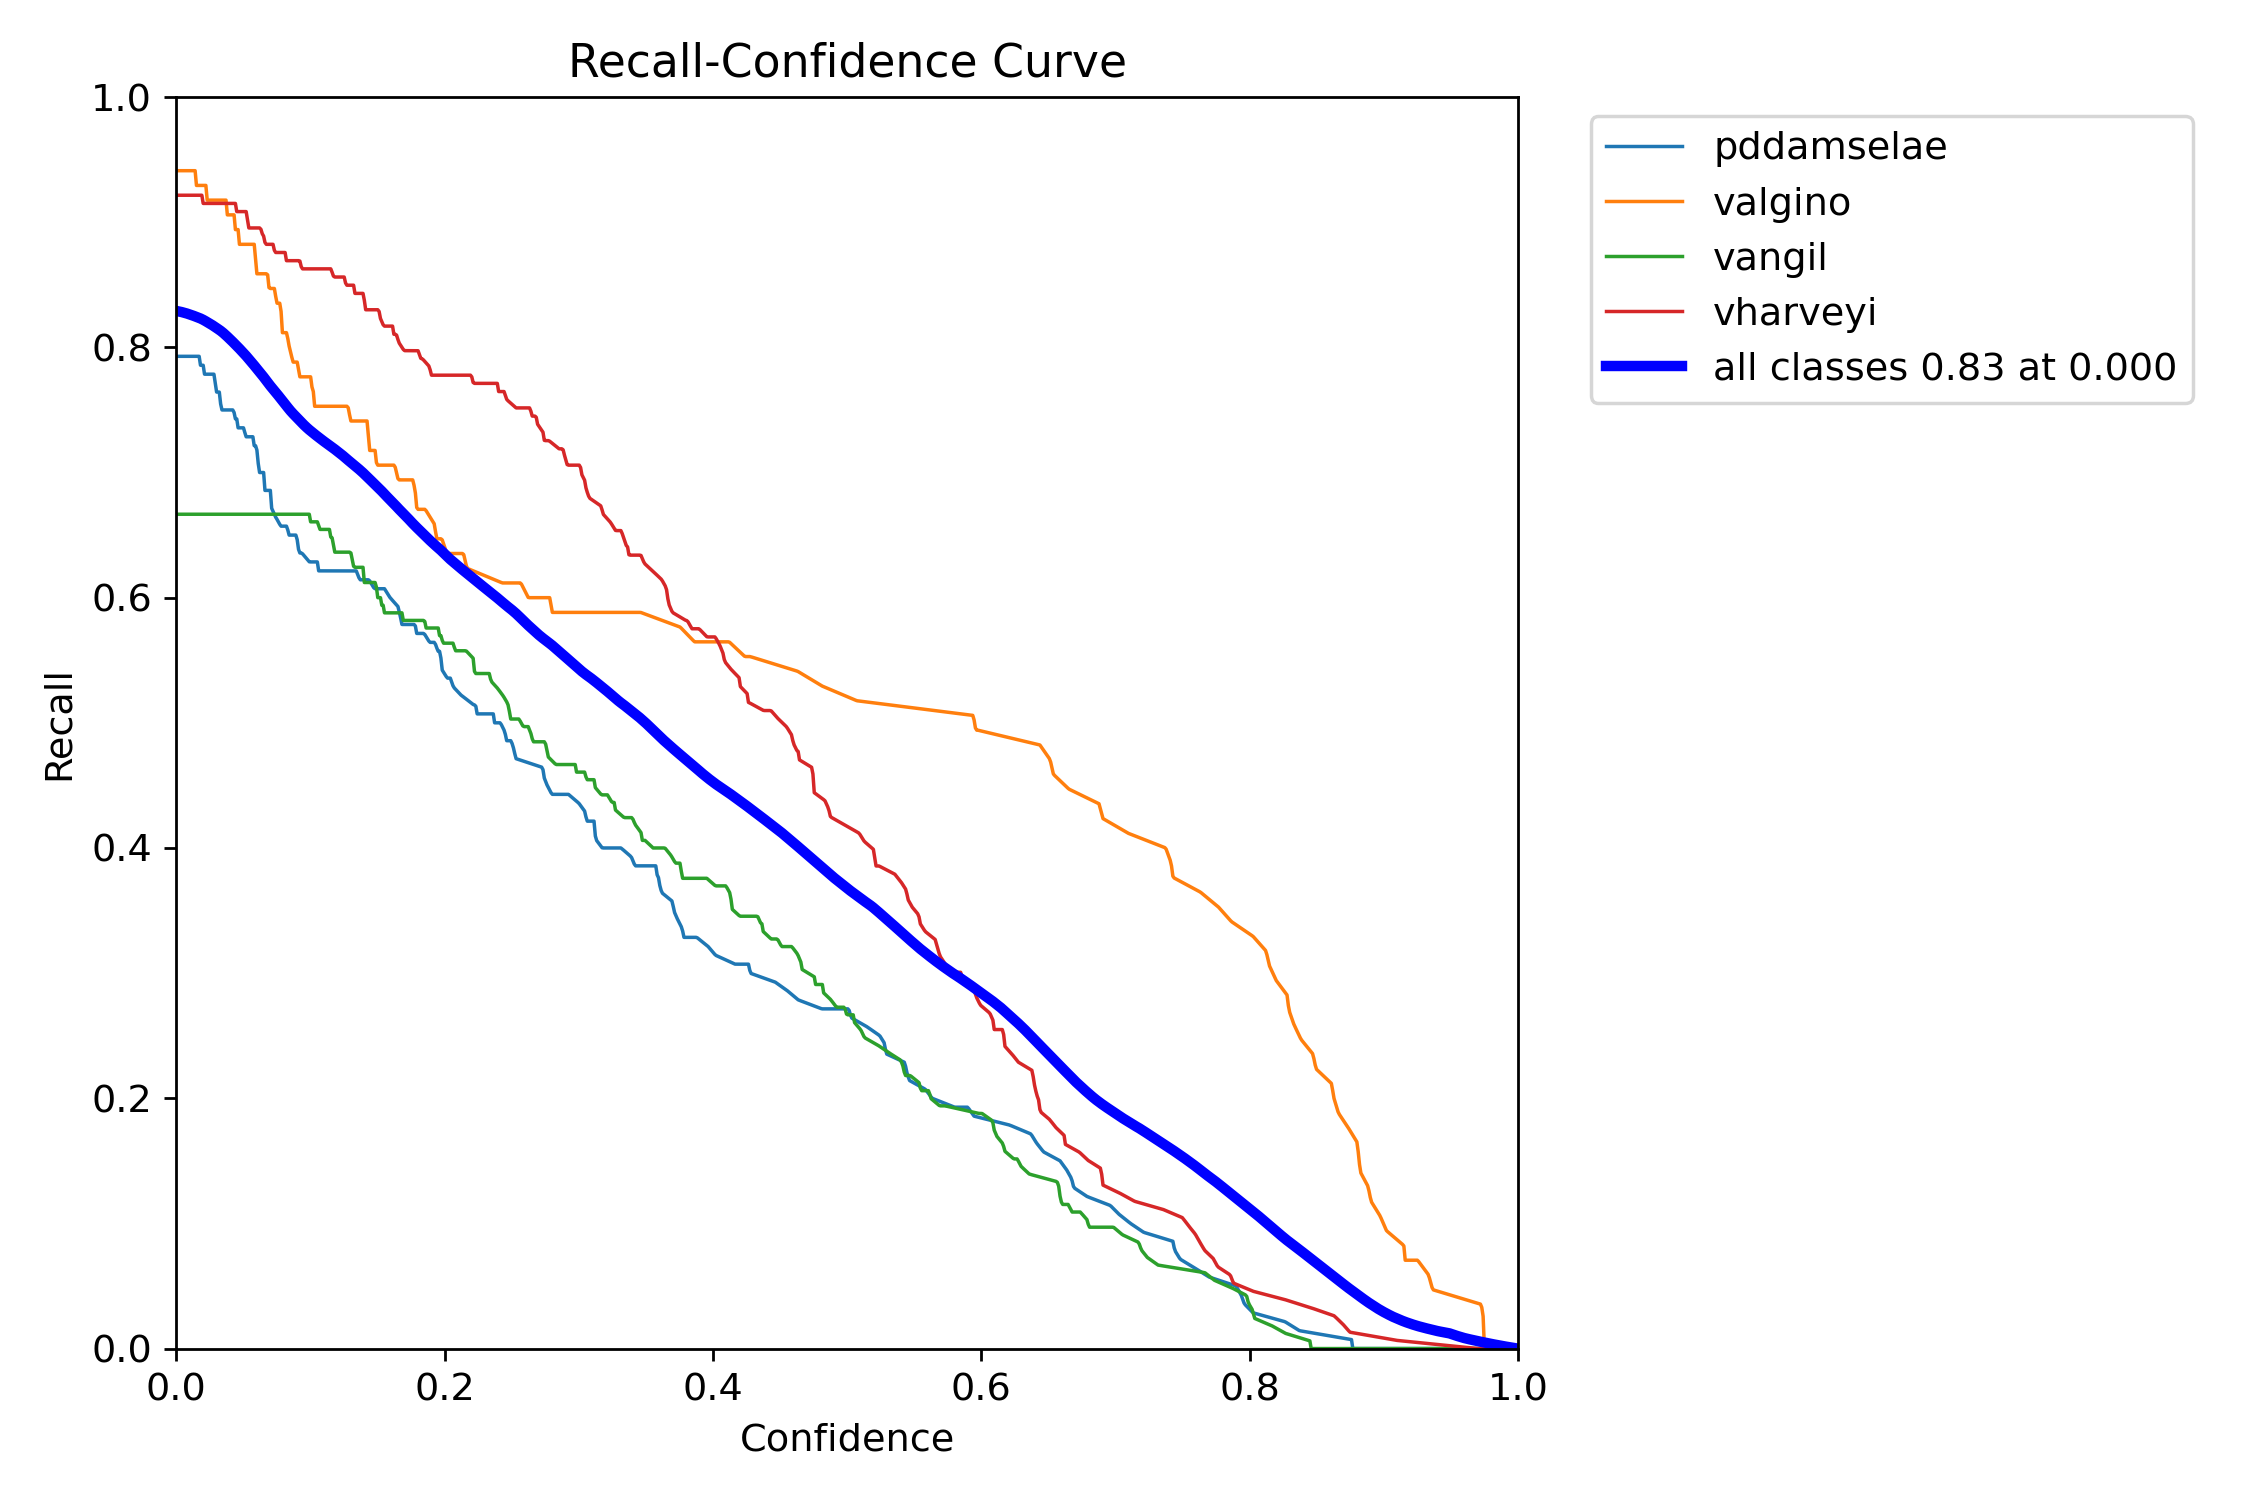 Recall-Confidence Curve
1.0
0.8
0.6
0.4
0.2
0.0
Recall
0.0 0.2 0.4 0.6 0.8 1.0
Confidence
pddamselae
valgino
vangil
vharveyi
all classes 0.83 at 0.000